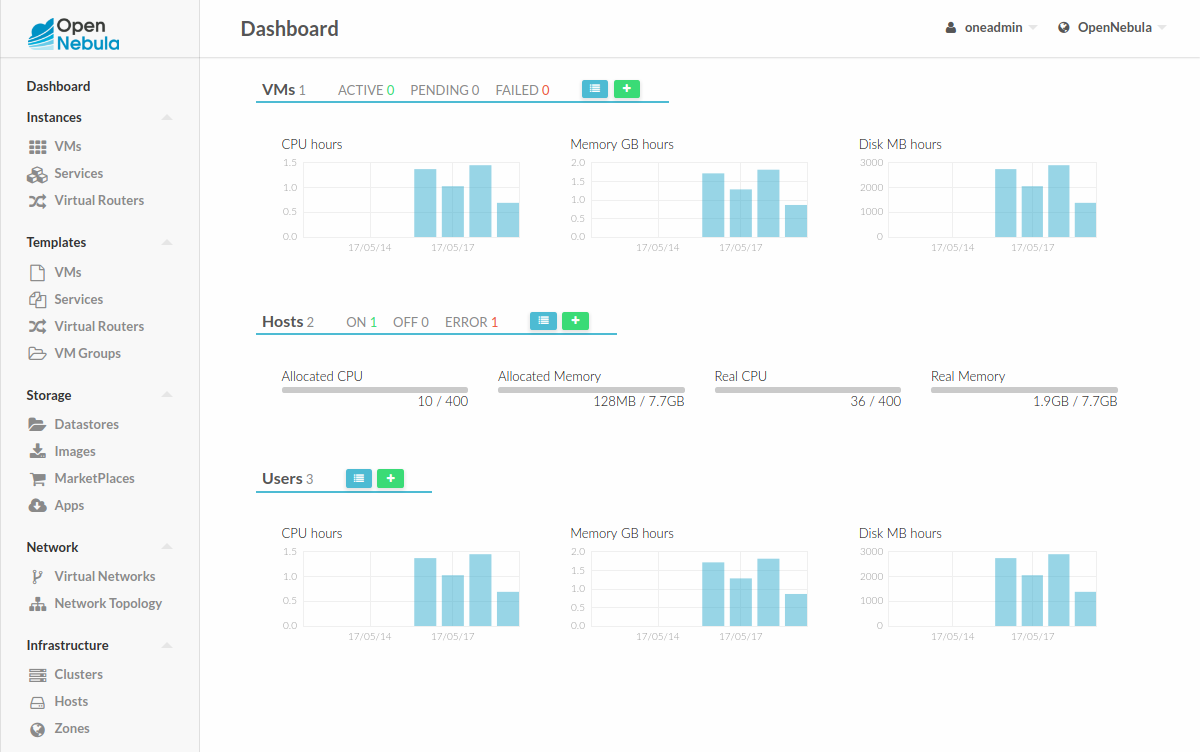 Open
Nebula
Dashboard
oneadmin
OpenNebula
Dashboard
Instances
VMs
Services
Virtual Routers
Templates
VMs
Services
Virtual Routers
VM Groups
Storage
Datastores
Images
MarketPlaces
Apps
Network
Virtual Networks
Network Topology
Infrastructure
Clusters
Hosts
Zones
VMs 1 ACTIVE 0 PENDING 0 FAILED 0
CPU hours
1.5
1.0
0.5
0.0
17/05/14 17/05/17
Memory GB hours
2.0
1.5
1.0
0.5
0.0
17/05/14 17/05/17
Disk MB hours
3000
2000
1000
0
17/05/14 17/05/17
Hosts 2 ON 1 OFF 0 ERROR 1
Allocated CPU
10 / 400
Allocated Memory
128MB / 7.7GB
Real CPU
36 / 400
Real Memory
1.9GB / 7.7GB
Users 3
CPU hours
1.5
1.0
0.5
0.0
17/05/14 17/05/17
Memory GB hours
2.0
1.5
1.0
0.5
0.0
17/05/14 17/05/17
Disk MB hours
3000
2000
1000
0
17/05/14 17/05/17